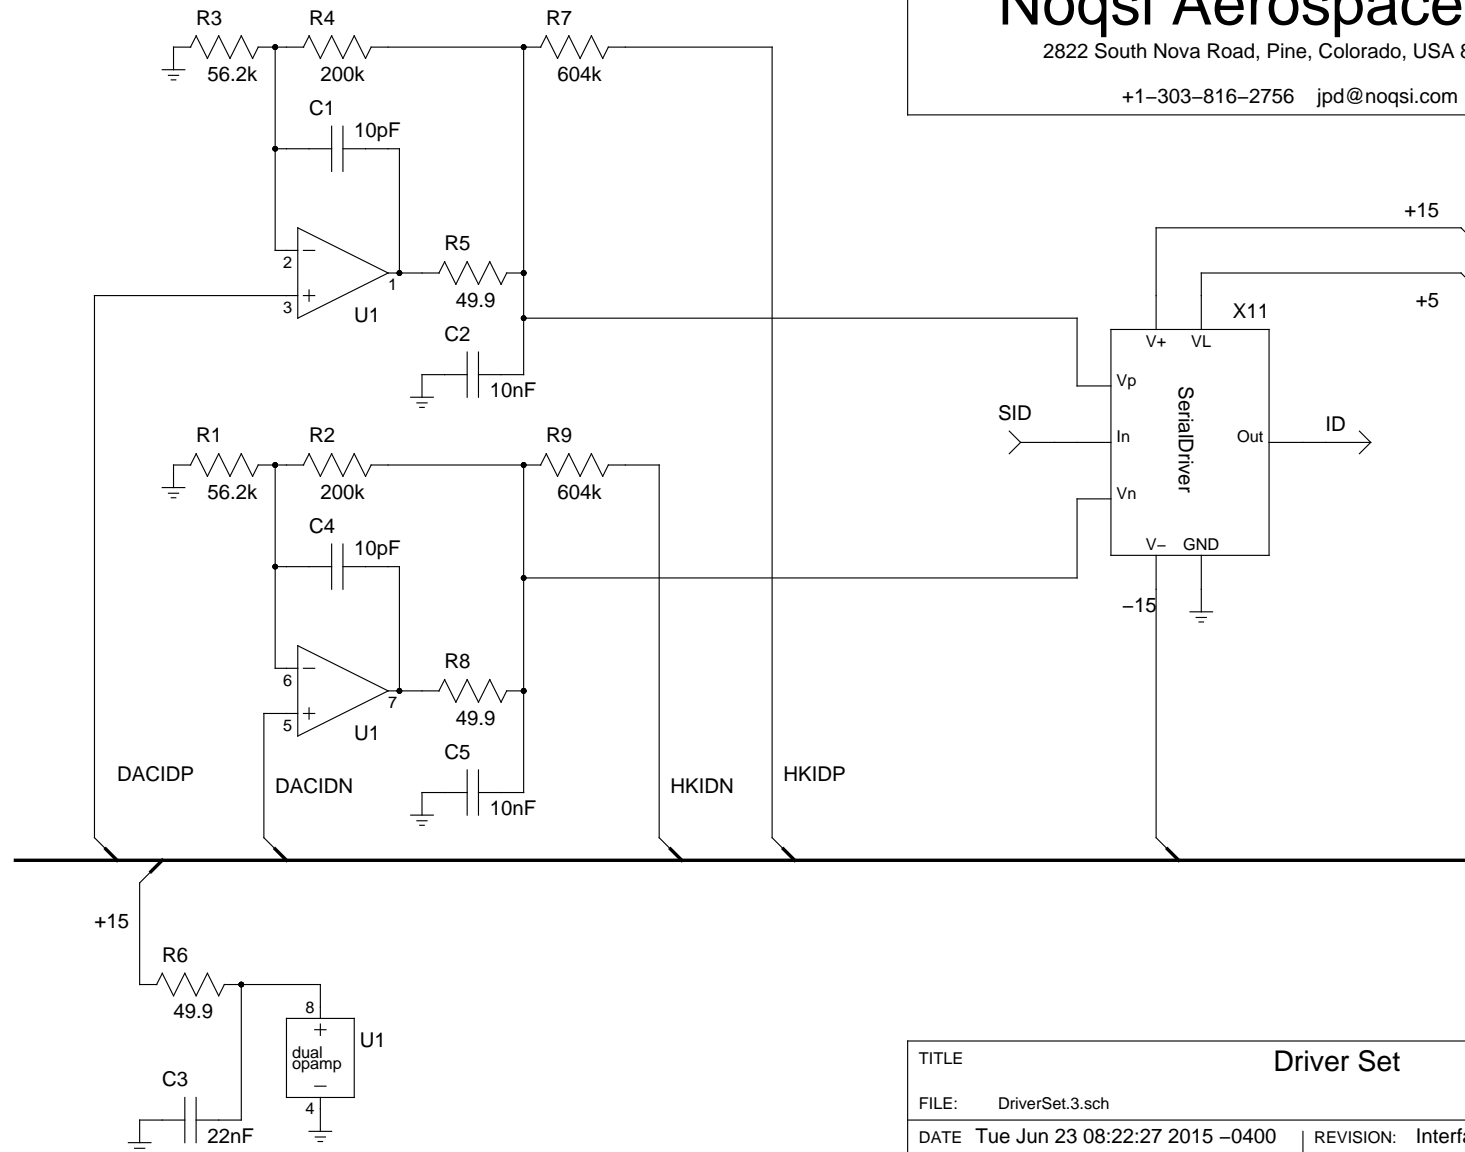 Noqsi Aerospace
2822 South Nova Road, Pine, Colorado, USA
+1−303−816−2756 jpd@noqsi.com
R3
56.2k
R4
200k
R7
604k
C1
10pF
2
3
1
U1
R5
49.9
C2
10nF
+15
+5
X11
V+
VL
Vp
In
Vn
SerialDriver
Out
V−
GND
SID
ID
−15
R1
56.2k
R2
200k
R9
604k
C4
10pF
6
5
7
U1
R8
49.9
C5
10nF
DACIDP
DACIDN
HKIDN
HKIDP
+15
R6
49.9
C3
22nF
8
+
dual
opamp
−
4
U1
TITLE
Driver Set
FILE: DriverSet.3.sch
DATE Tue Jun 23 08:22:27 2015 −0400
REVISION: